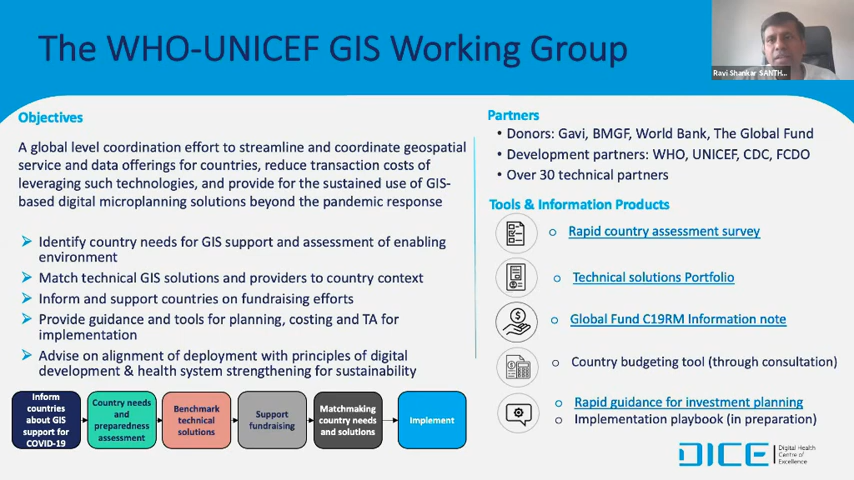 The WHO-UNICEF GIS Working Group
Ravi Shankar SANTH...
Objectives
A global level coordination effort to streamline and coordinate geospatial
service and data offerings for countries, reduce transaction costs of
leveraging such technologies, and provide for the sustained use of GIS-
based digital microplanning solutions beyond the pandemic response
Identify country needs for GIS support and assessment of enabling
environment
Match technical GIS solutions and providers to country context
Inform and support countries on fundraising efforts
Provide guidance and tools for planning, costing and TA for
implementation
Advise on alignment of deployment with principles of digital
development & health system strengthening for sustainability
Inform
countries
about GIS
support for
COVID-19
Country needs
and
preparedness
assessment
Benchmark
technical
solutions
Support
fundraising
Matchmaking
country needs
and solutions
Implement
Partners
• Donors: Gavi, BMGF, World Bank, The Global Fund
• Development partners: WHO, UNICEF, CDC, FCDO
• Over 30 technical partners
Tools & Information Products
Rapid country assessment survey
Technical solutions Portfolio
Global Fund C19RM Information note
Country budgeting tool (through consultation)
Rapid guidance for investment planning
Implementation playbook (in preparation)
DICE
Digital Health
Centre of
Excellence